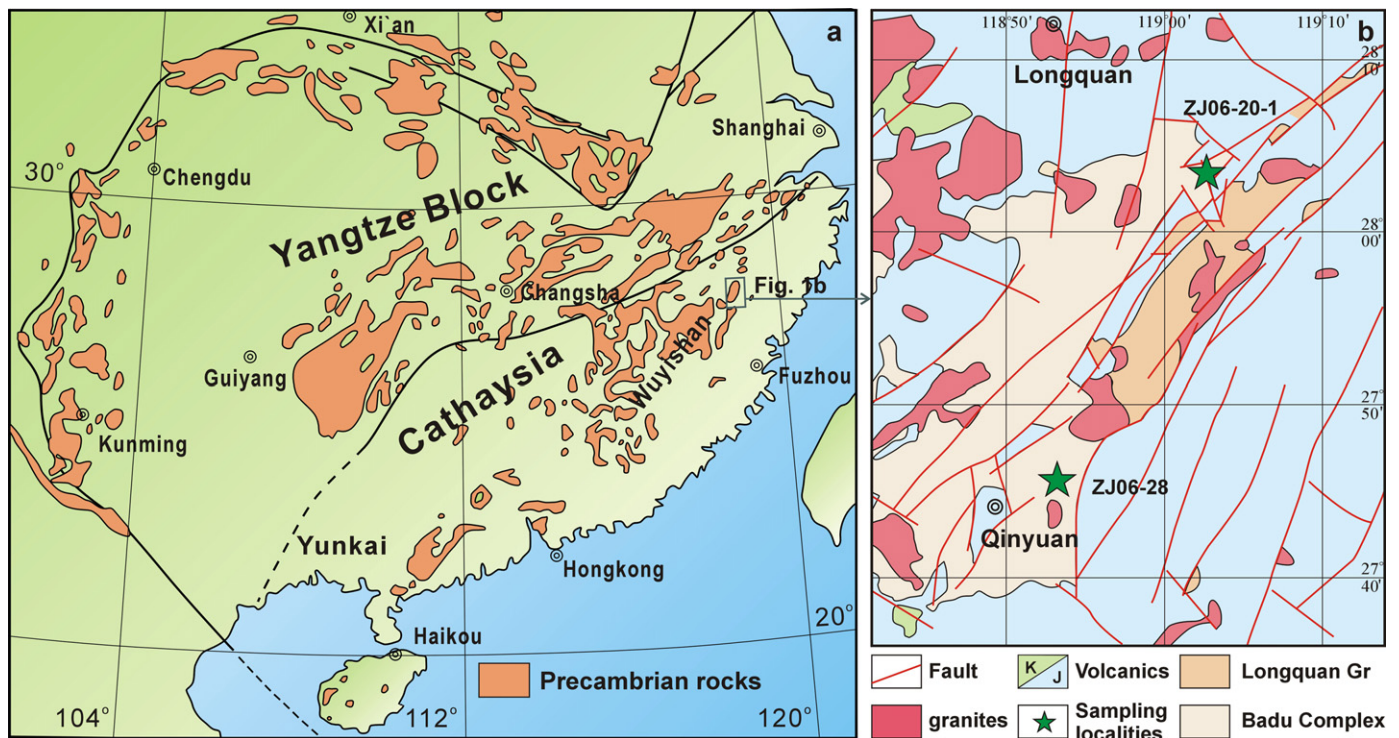 a
Xi`an
Shanghai
30°
Chengdu
Yangtze Block
Changsha
Fig. 1b
Guiyang
Wuyishan
Fuzhou
Cathaysia
Kunming
Yunkai
Hongkong
20°
Haikou
Precambrian rocks
104°
112°
120°
118°50′
119°00′
119°10′
b
28°
10′
Longquan
ZJ06-20-1
28°
00′
27°
50′
ZJ06-28
Qinyuan
27°
40′
Fault
K
J
Volcanics
Longquan Gr
granites
Sampling
localities
Badu Complex